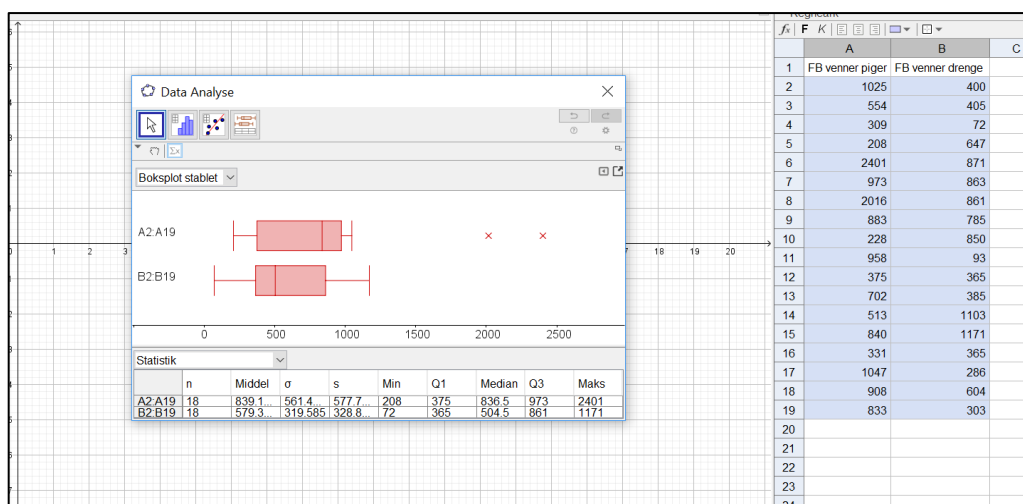 Data Analyse
Boksplot stablet
A2:A19
B2:B19
0 500 1000 1500 2000 2500
Statistik
n Middel σ s Min Q1 Median Q3 Maks
A2:A19 18 839.1... 561.4... 577.7... 208 375 836.5 973 2401
B2:B19 18 579.3... 319.585 328.8... 72 365 504.5 861 1171
1 2 3
18 19 20
fx F K
A B C
1 FB venner piger FB venner drenge
2 1025 400
3 554 405
4 309 72
5 208 647
6 2401 871
7 973 863
8 2016 861
9 883 785
10 228 850
11 958 93
12 375 365
13 702 385
14 513 1103
15 840 1171
16 331 365
17 1047 286
18 908 604
19 833 303
20
21
22
23